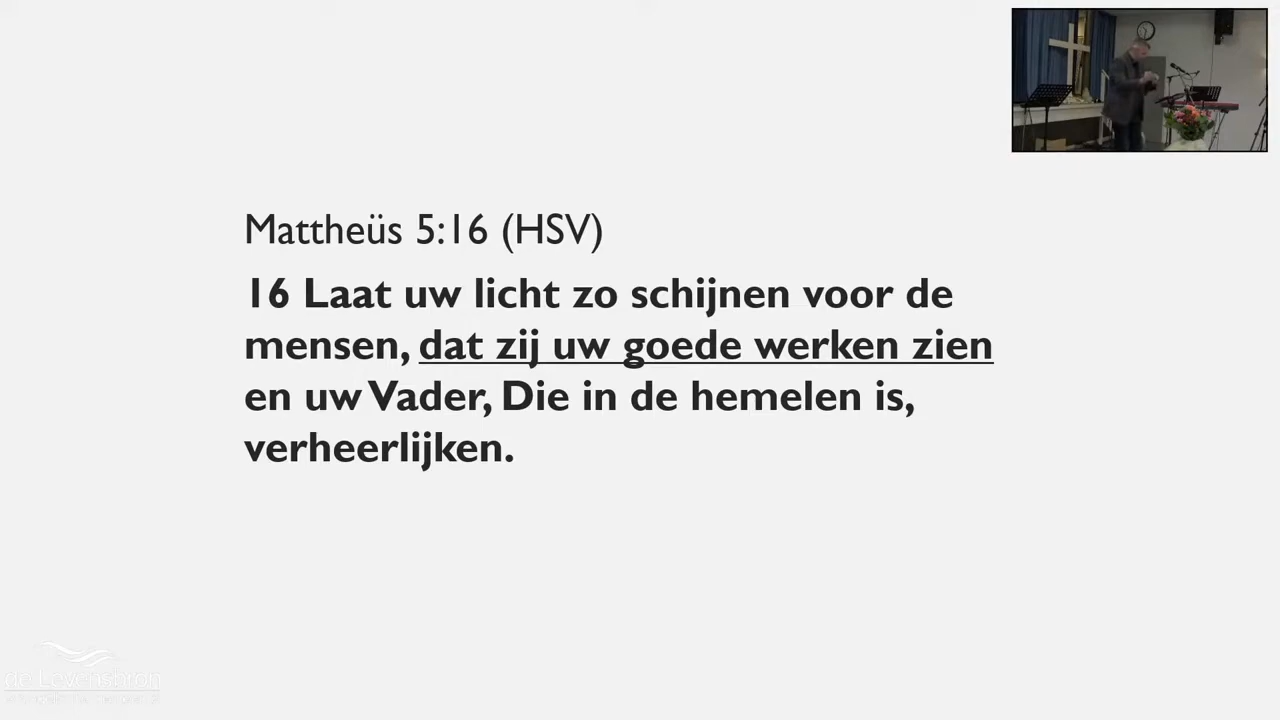 Mattheüs 5:16 (HSV)
16 Laat uw licht zo schijnen voor de
mensen, dat zij uw goede werken zien
en uw Vader, Die in de hemelen is,
verheerlijken.
de Levensbron